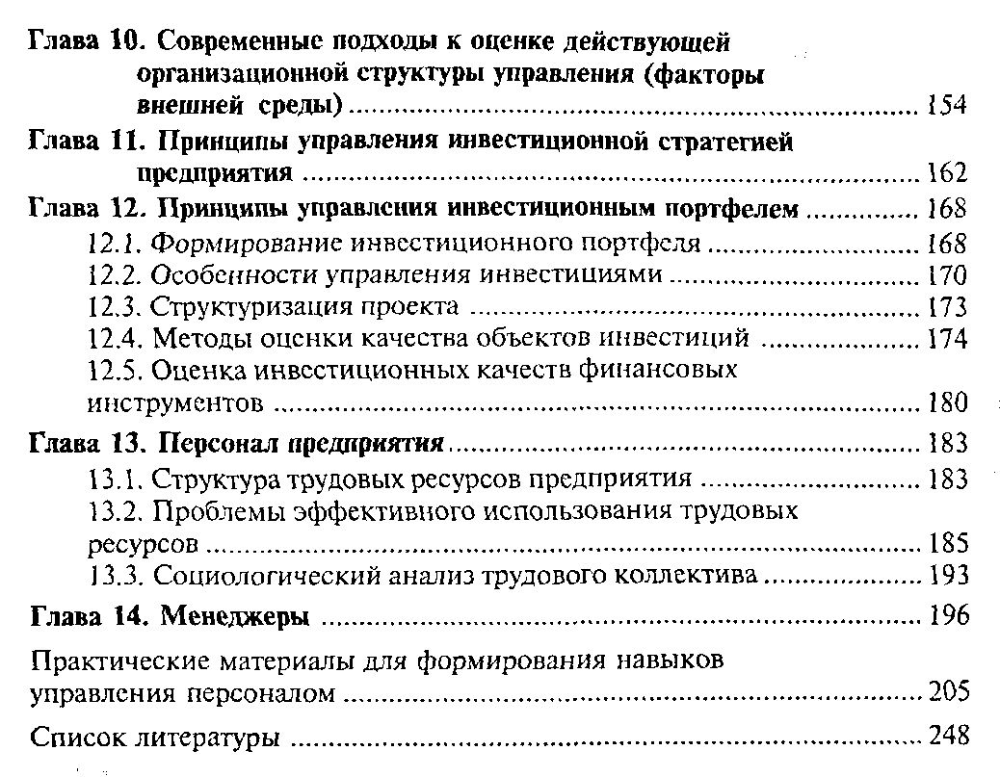 Глава 10. Современные подходы к оценке действующей
организационной структуры управления (факторы
внешней среды) ........ 154
Глава 11. Принципы управления инвестиционной стратегией
предприятия ........ 162
Глава 12. Принципы управления инвестиционным портфелем ........ 168
12.1. Формирование инвестиционного портфеля ........ 168
12.2. Особенности управления инвестициями ........ 170
12.3. Структуризация проекта ........ 173
12.4. Методы оценки качества объектов инвестиций ........ 174
12.5. Оценка инвестиционных качеств финансовых
инструментов ........ 180
Глава 13. Персонал предприятия ........ 183
13.1. Структура трудовых ресурсов предприятия ........ 183
13.2. Проблемы эффективного использования трудовых
ресурсов ........ 185
13.3. Социологический анализ трудового коллектива ........ 193
Глава 14. Менеджеры ........ 196
Практические материалы для формирования навыков
управления персоналом ........ 205
Список литературы ........ 248